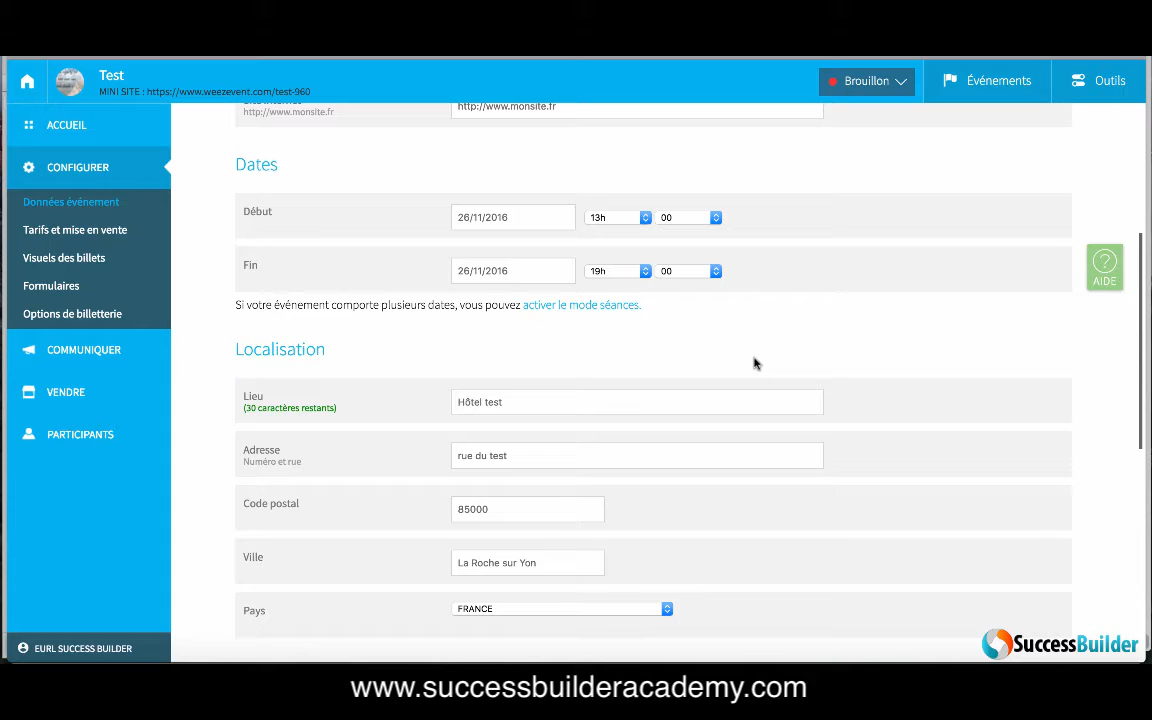 Test
MINI SITE : https://www.weezevent.com/test-960
Brouillon
Événements
Outils
ACCUEIL
CONFIGURER
Données événement
Tarifs et mise en vente
Visuels des billets
Formulaires
Options de billetterie
COMMUNIQUER
VENDRE
PARTICIPANTS
EURL SUCCESS BUILDER
http://www.monsite.fr
http://www.monsite.fr
Dates
Début
26/11/2016
13h
00
Fin
26/11/2016
19h
00
Si votre événement comporte plusieurs dates, vous pouvez activer le mode séances.
Localisation
Lieu
(30 caractères restants)
Hôtel test
Adresse
Numéro et rue
rue du test
Code postal
85000
Ville
La Roche sur Yon
Pays
FRANCE
?
AIDE
SuccessBuilder
www.successbuilderacademy.com